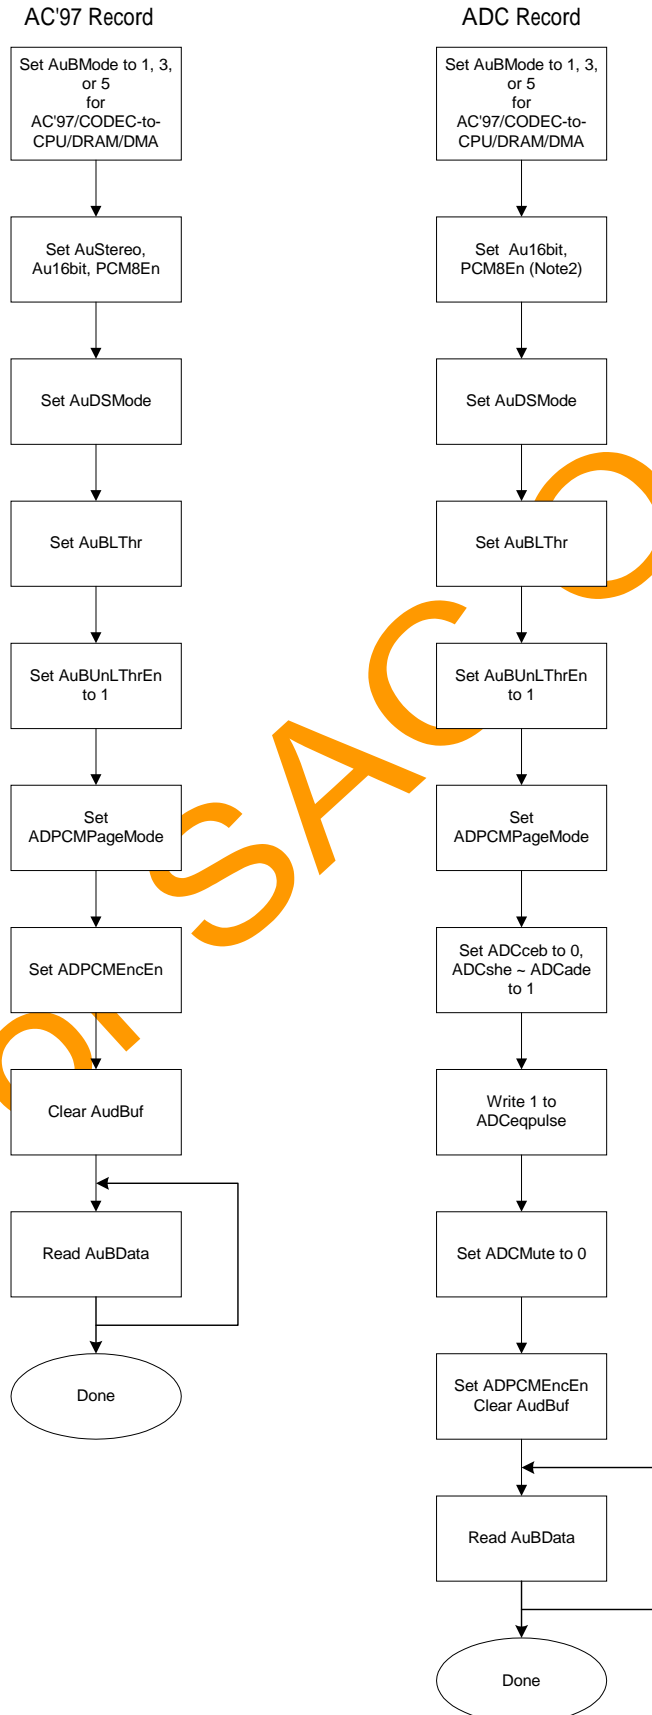 AC'97 Record
Set AuBMode to 1, 3,
or 5
for
AC'97/CODEC-to-
CPU/DRAM/DMA
Set AuStereo,
Au16bit, PCM8En
Set AuDSMode
Set AuBLThr
Set AuBUnLThrEn
to 1
Set
ADPCMPageMode
Set ADPCMEncEn
Clear AudBuf
Read AuBData
Done
ADC Record
Set AuBMode to 1, 3,
or 5
for
AC'97/CODEC-to-
CPU/DRAM/DMA
Set Au16bit,
PCM8En (Note2)
Set AuDSMode
Set AuBLThr
Set AuBUnLThrEn
to 1
Set
ADPCMPageMode
Set ADCceb to 0,
ADCshe ~ ADCade
to 1
Write 1 to
ADCeqpulse
Set ADCMute to 0
Set ADPCMEncEn
Clear AudBuf
Read AuBData
Done
SAC